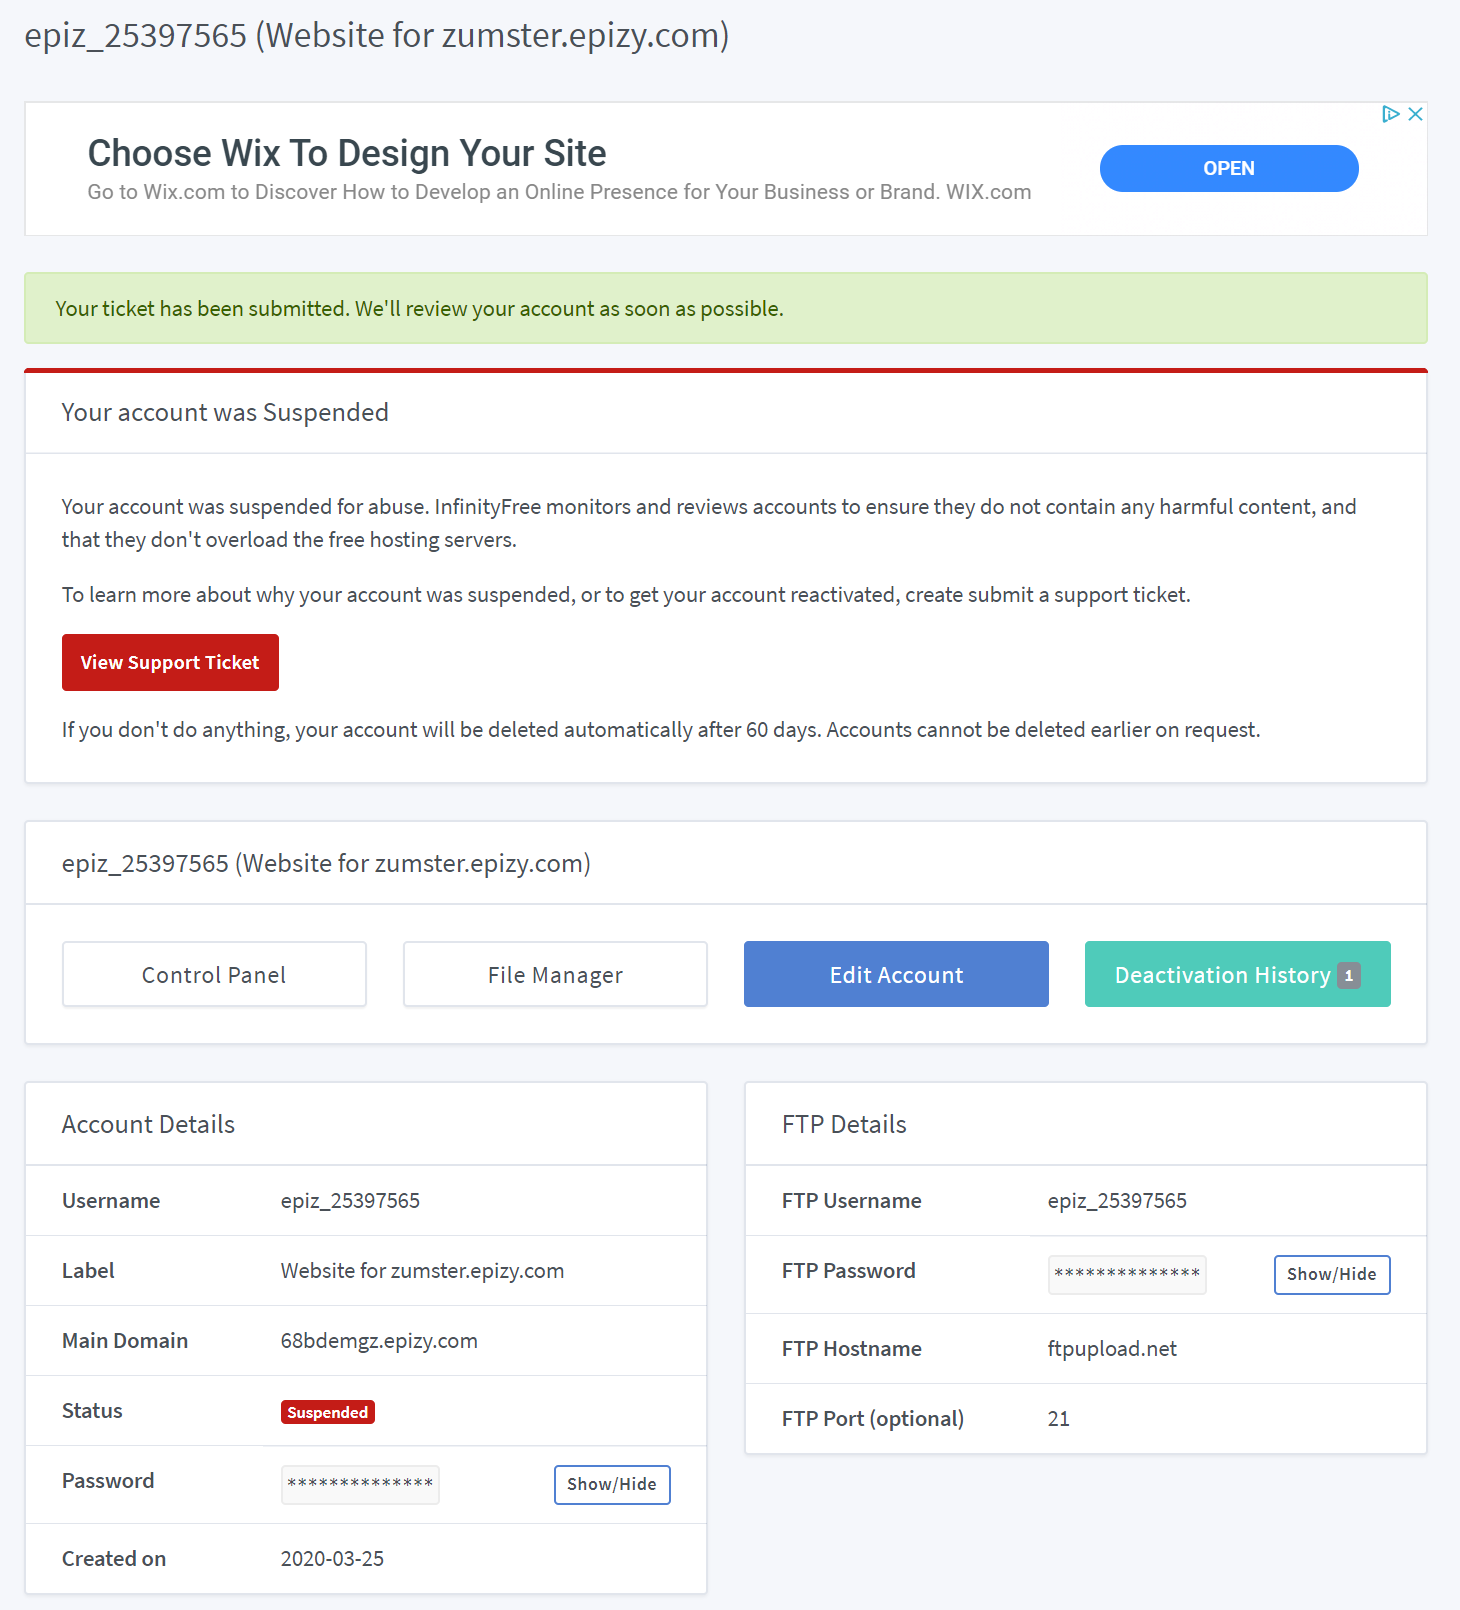 epiz_25397565 (Website for zumster.epizy.com)
Choose Wix To Design Your Site
Go to Wix.com to Discover How to Develop an Online Presence for Your Business or Brand. WIX.com
OPEN
Your ticket has been submitted. We'll review your account as soon as possible.
Your account was Suspended
Your account was suspended for abuse. InfinityFree monitors and reviews accounts to ensure they do not contain any harmful content, and
that they don't overload the free hosting servers.
To learn more about why your account was suspended, or to get your account reactivated, create submit a support ticket.
View Support Ticket
If you don't do anything, your account will be deleted automatically after 60 days. Accounts cannot be deleted earlier on request.
epiz_25397565 (Website for zumster.epizy.com)
Control Panel
File Manager
Edit Account
Deactivation History 1
Account Details
Username epiz_25397565
Label Website for zumster.epizy.com
Main Domain 68bdemgz.epizy.com
Status Suspended
Password ************** Show/Hide
Created on 2020-03-25
FTP Details
FTP Username epiz_25397565
FTP Password ************** Show/Hide
FTP Hostname ftpupload.net
FTP Port (optional) 21